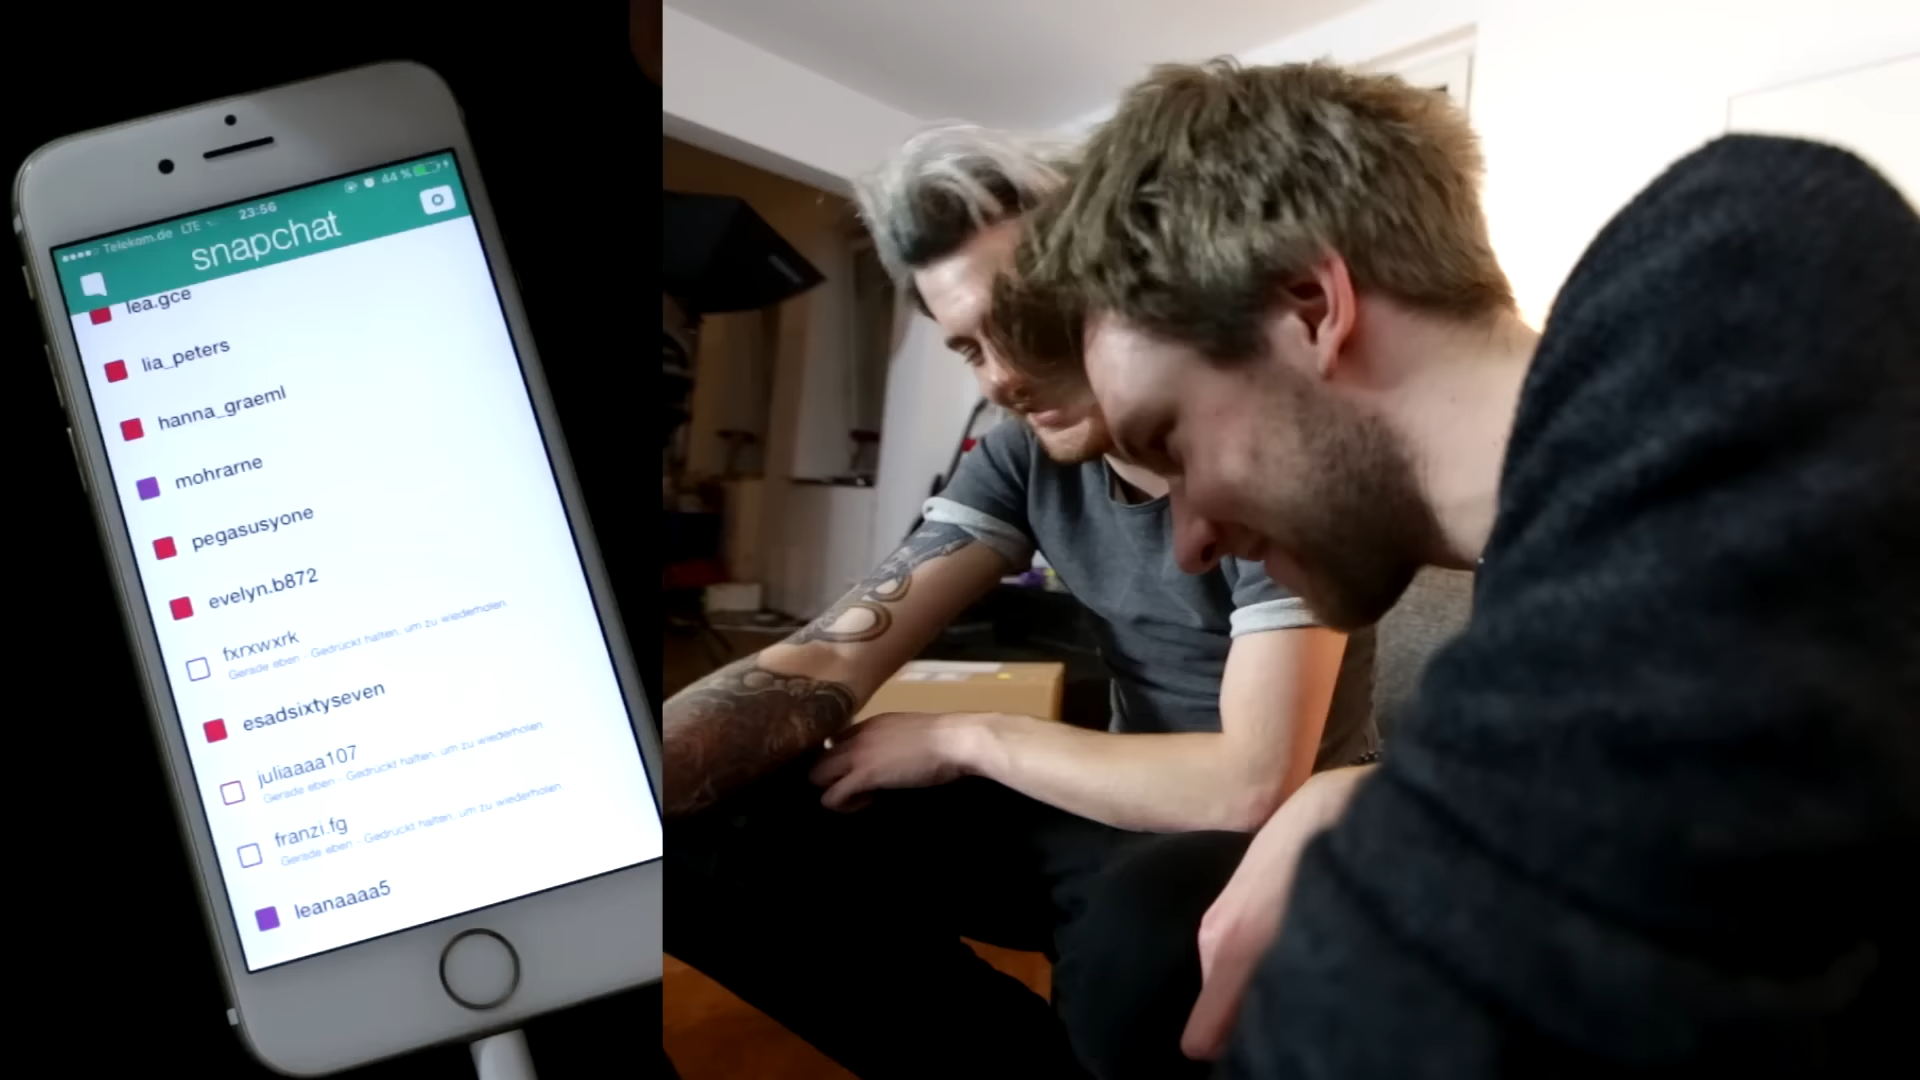 Telekom.de LTE
23:56
44 %
snapchat
lea.gce
lia_peters
hanna_graeml
mohrarne
pegasusyone
evelyn.b872
fxrxwxrk
Gerade eben - Gedrückt halten, um zu wiederholen
esadsixtyseven
juliaaaa107
Gerade eben - Gedrückt halten, um zu wiederholen
franzi.fg
Gerade eben - Gedrückt halten, um zu wiederholen
leanaaaa5